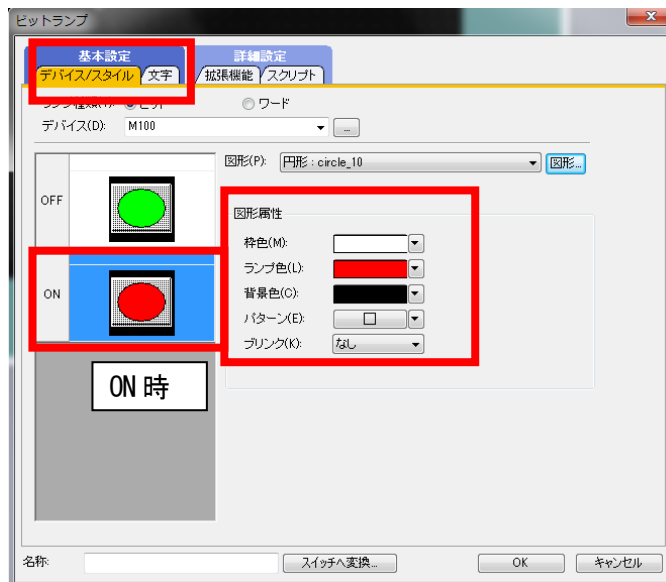 ビットランプ
基本設定
詳細設定
デバイス/スタイル 文字 拡張機能 スクリプト
ワード
デバイス(D): M100 ...
図形(P): 円形 : circle_10 図形...
OFF
図形属性
枠色(M):
ランプ色(L):
ON
背景色(C):
パターン(E):
ブリンク(K): なし
ON時
名称: スイッチへ変換... OK キャンセル